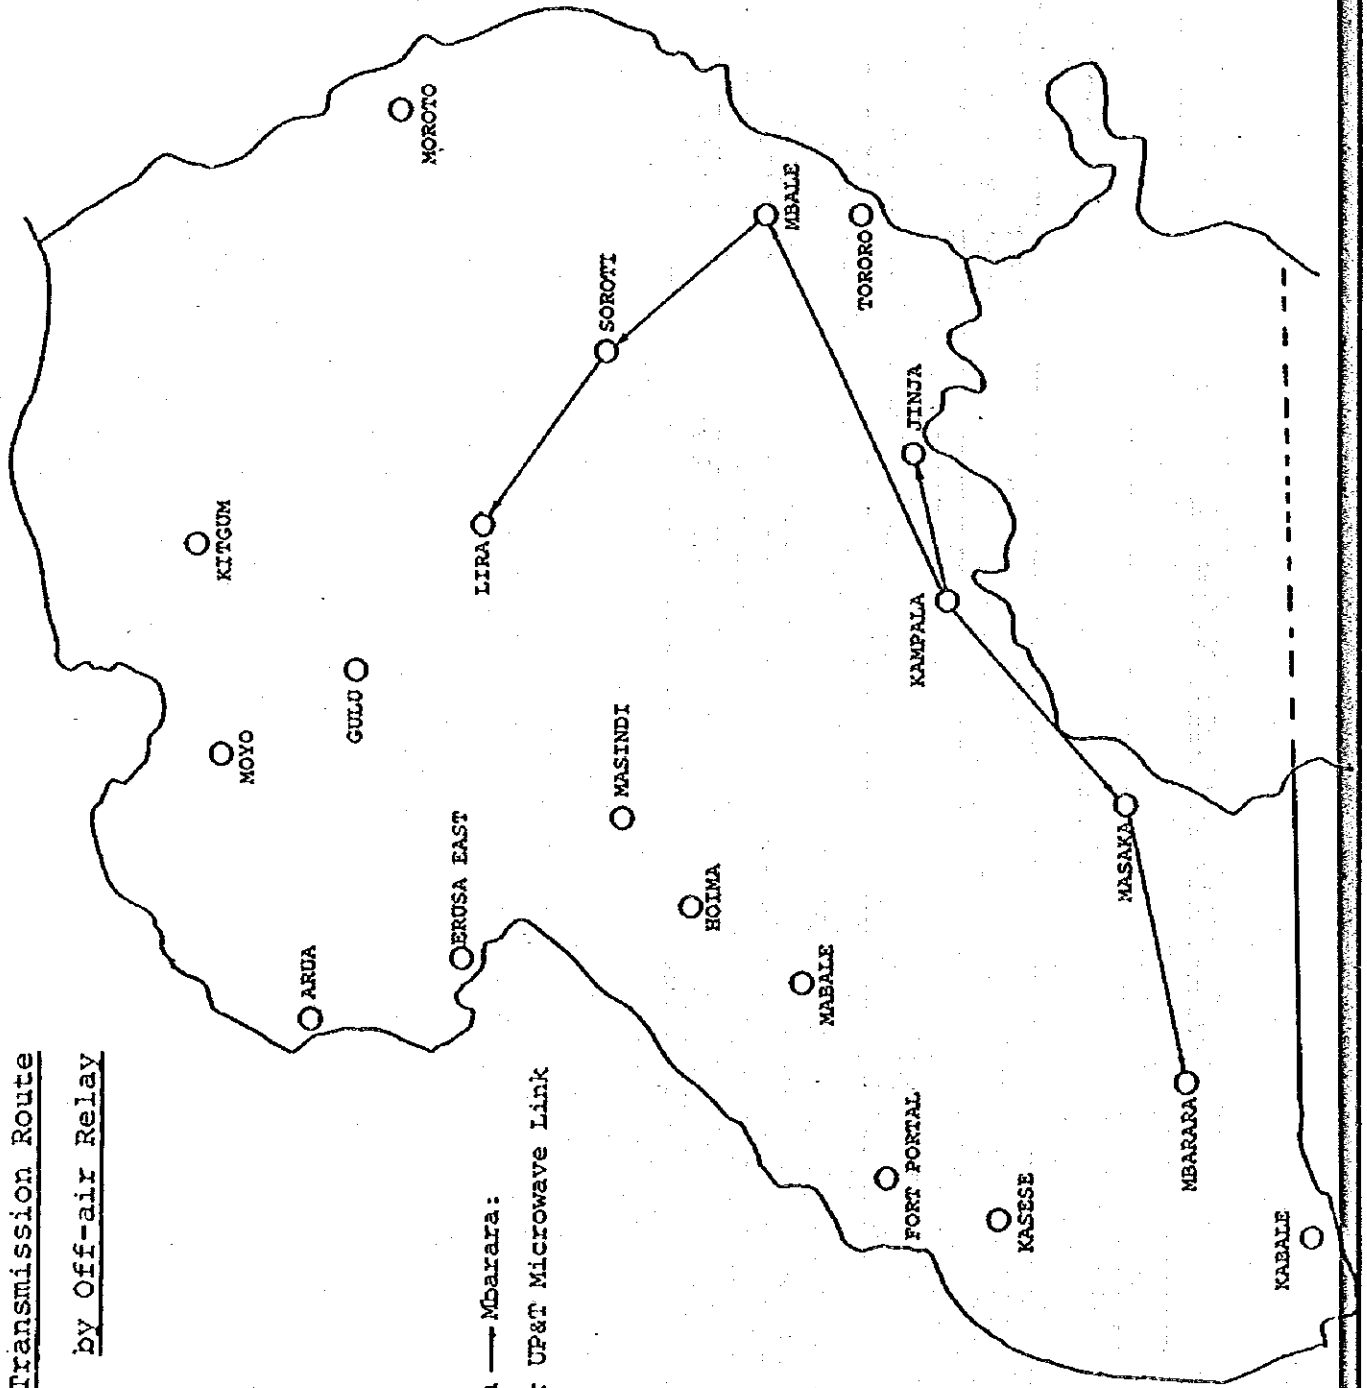 Transmission Route
by Off-air Relay
— Mbarara:
UP&T Microwave Link
ARUA
MOYO
KITGUM
MOROTO
GULU
ERUSA EAST
LIRA
SOROTI
MASINDI
HOIMA
MABALE
MBALE
TORORO
FORT PORTAL
KASESE
KAMPALA
JINJA
MASAKA
MBARARA
KABALE